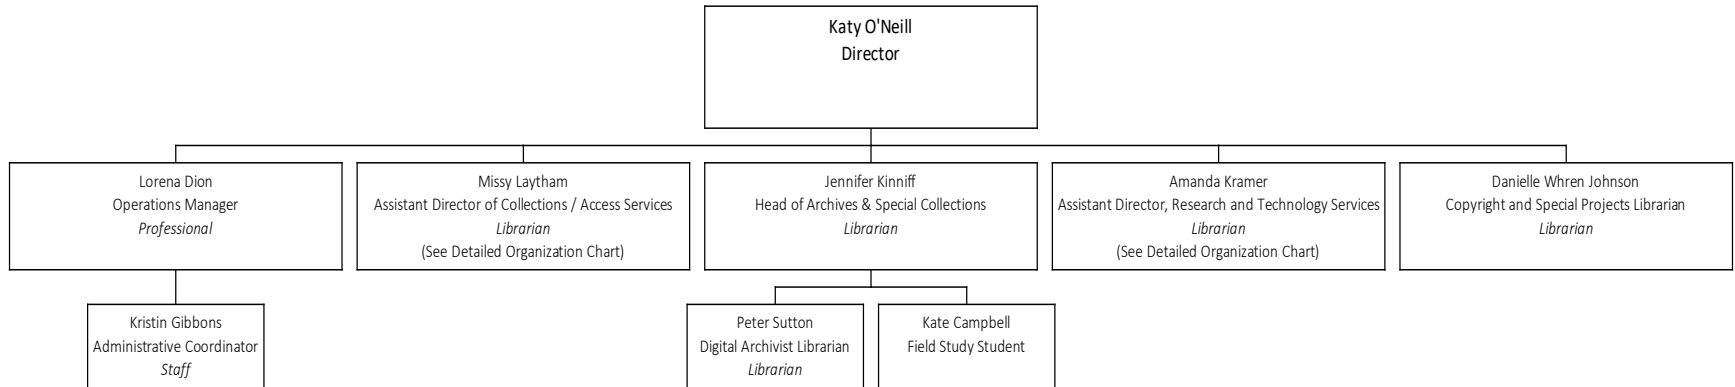 Katy O'Neill
Director
Lorena Dion
Operations Manager
Professional
Missy Laytham
Assistant Director of Collections / Access Services
Librarian
(See Detailed Organization Chart)
Jennifer Kinniff
Head of Archives & Special Collections
Librarian
Amanda Kramer
Assistant Director, Research and Technology Services
Librarian
(See Detailed Organization Chart)
Danielle Whren Johnson
Copyright and Special Projects Librarian
Librarian
Kristin Gibbons
Administrative Coordinator
Staff
Peter Sutton
Digital Archivist Librarian
Librarian
Kate Campbell
Field Study Student